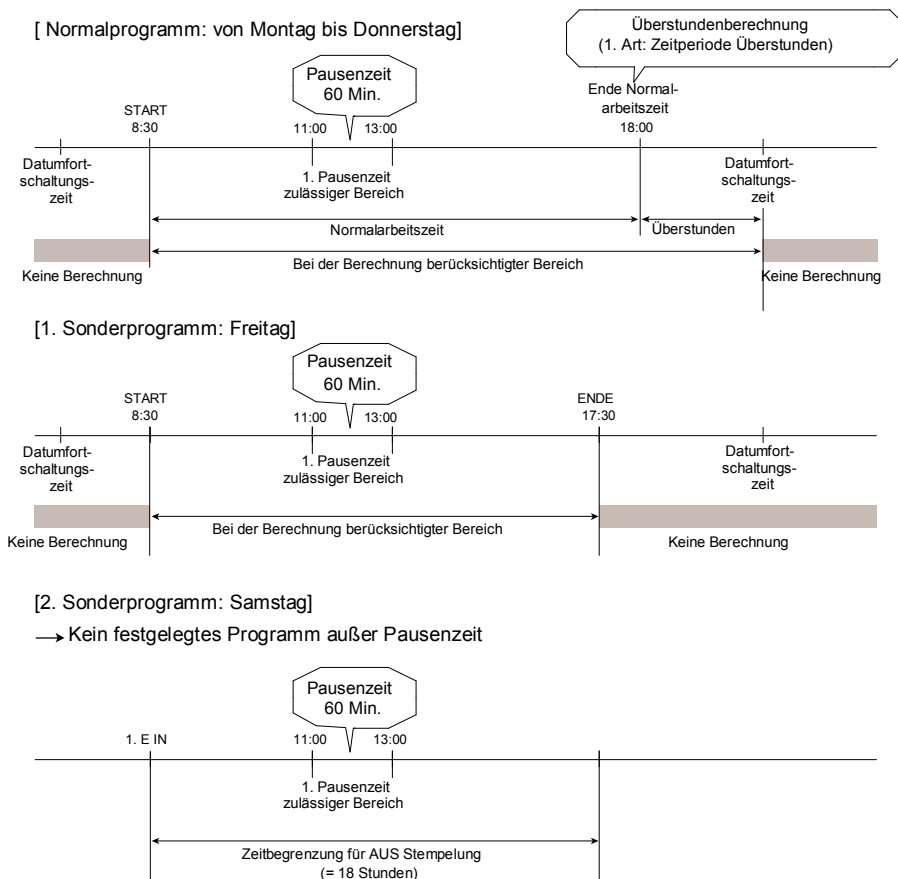 [ Normalprogramm: von Montag bis Donnerstag]
Überstundenberechnung
(1. Art: Zeitperiode Überstunden)
Pausenzeit
60 Min.
Ende Normal-
arbeitszeit
START
8:30
11:00
13:00
18:00
Datumfort-
schaltungs-
zeit
1. Pausenzeit
zulässiger Bereich
Datumfort-
schaltungs-
zeit
Normalarbeitszeit
Überstunden
Bei der Berechnung berücksichtigter Bereich
Keine Berechnung
Keine Berechnung
[1. Sonderprogramm: Freitag]
Pausenzeit
60 Min.
START
8:30
11:00
13:00
ENDE
17:30
Datumfort-
schaltungs-
zeit
1. Pausenzeit
zulässiger Bereich
Datumfort-
schaltungs-
zeit
Bei der Berechnung berücksichtigter Bereich
Keine Berechnung
Keine Berechnung
[2. Sonderprogramm: Samstag]
→ Kein festgelegtes Programm außer Pausenzeit
Pausenzeit
60 Min.
1. E IN
11:00
13:00
1. Pausenzeit
zulässiger Bereich
Zeitbegrenzung für AUS Stempelung
(= 18 Stunden)